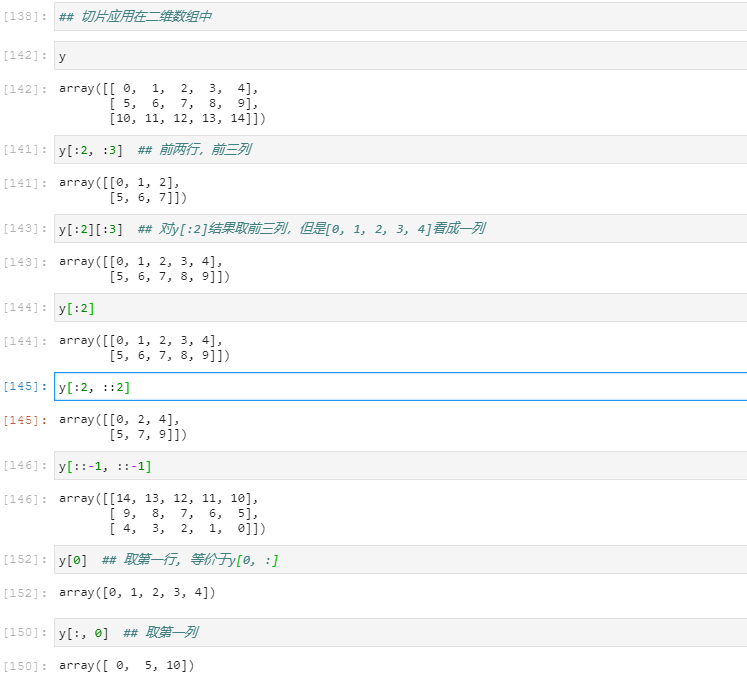 [138]: ## 切片应用在二维数组中
[142]: y
[142]: array([[ 0,  1,  2,  3,  4],
       [ 5,  6,  7,  8,  9],
       [10, 11, 12, 13, 14]])
[141]: y[:2, :3]  ## 前两行，前三列
[141]: array([[0, 1, 2],
       [5, 6, 7]])
[143]: y[:2][:3]  ## 对y[:2]结果取前三列，但是[0, 1, 2, 3, 4]看成一列
[143]: array([[0, 1, 2, 3, 4],
       [5, 6, 7, 8, 9]])
[144]: y[:2]
[144]: array([[0, 1, 2, 3, 4],
       [5, 6, 7, 8, 9]])
[145]: y[:2, ::2]
[145]: array([[0, 2, 4],
       [5, 7, 9]])
[146]: y[::-1, ::-1]
[146]: array([[14, 13, 12, 11, 10],
       [ 9,  8,  7,  6,  5],
       [ 4,  3,  2,  1,  0]])
[152]: y[0]  ## 取第一行, 等价于y[0, :]
[152]: array([0, 1, 2, 3, 4])
[150]: y[:, 0]  ## 取第一列
[150]: array([ 0,  5, 10])